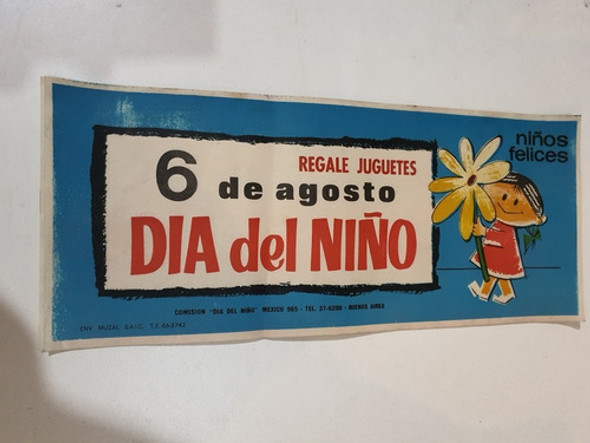 niños
felices
REGALE JUGUETES
6 de agosto
DIA del NIÑO
COMISION "DIA DEL NIÑO" MEXICO 965 - TEL. 37-6200 - BUENOS AIRES
ENV. MUZAL S.A.I.C. T.E. 66-2742